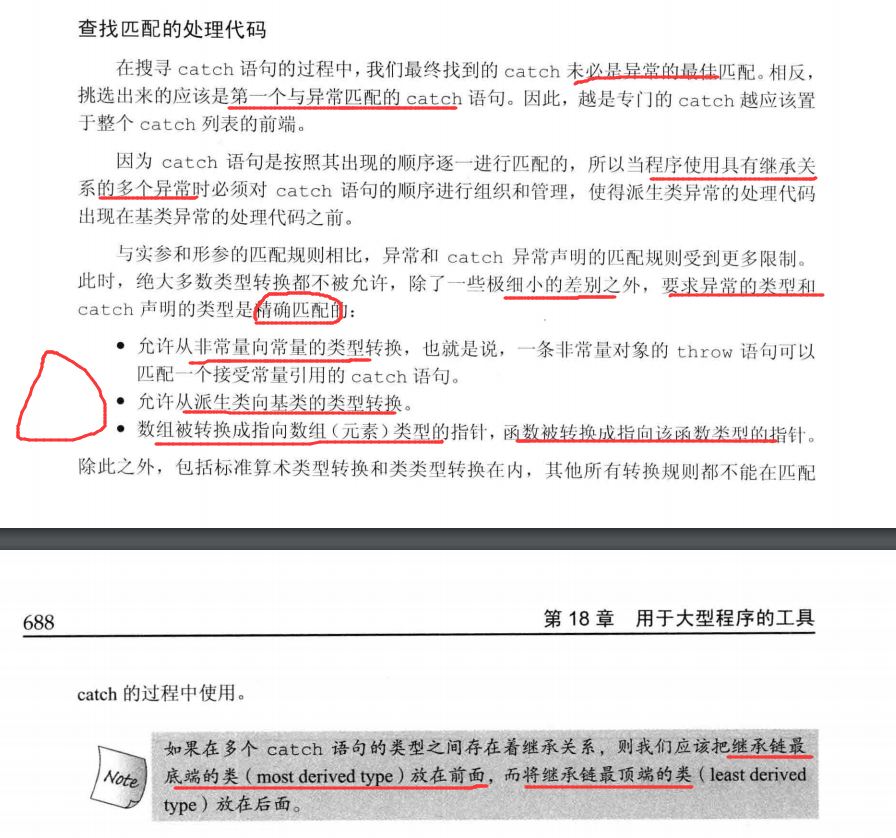 查找匹配的处理代码
在搜寻 catch 语句的过程中，我们最终找到的 catch 未必是异常的最佳匹配。相反，
挑选出来的应该是第一个与异常匹配的 catch 语句。因此，越是专门的 catch 越应该置
于整个 catch 列表的前端。
因为 catch 语句是按照其出现的顺序逐一进行匹配的，所以当程序使用具有继承关
系的多个异常时必须对 catch 语句的顺序进行组织和管理，使得派生类异常的处理代码
出现在基类异常的处理代码之前。
与实参和形参的匹配规则相比，异常和 catch 异常声明的匹配规则受到更多限制。
此时，绝大多数类型转换都不被允许，除了一些极细小的差别之外，要求异常的类型和
catch 声明的类型是精确匹配的：
• 允许从非常量向常量的类型转换，也就是说，一条非常量对象的 throw 语句可以
匹配一个接受常量引用的 catch 语句。
• 允许从派生类向基类的类型转换。
• 数组被转换成指向数组（元素）类型的指针，函数被转换成指向该函数类型的指针。
除此之外，包括标准算术类型转换和类类型转换在内，其他所有转换规则都不能在匹配
688 第 18 章 用于大型程序的工具
catch 的过程中使用。
Note
如果在多个 catch 语句的类型之间存在着继承关系，则我们应该把继承链最
底端的类（most derived type）放在前面，而将继承链最顶端的类（least derived
type）放在后面。